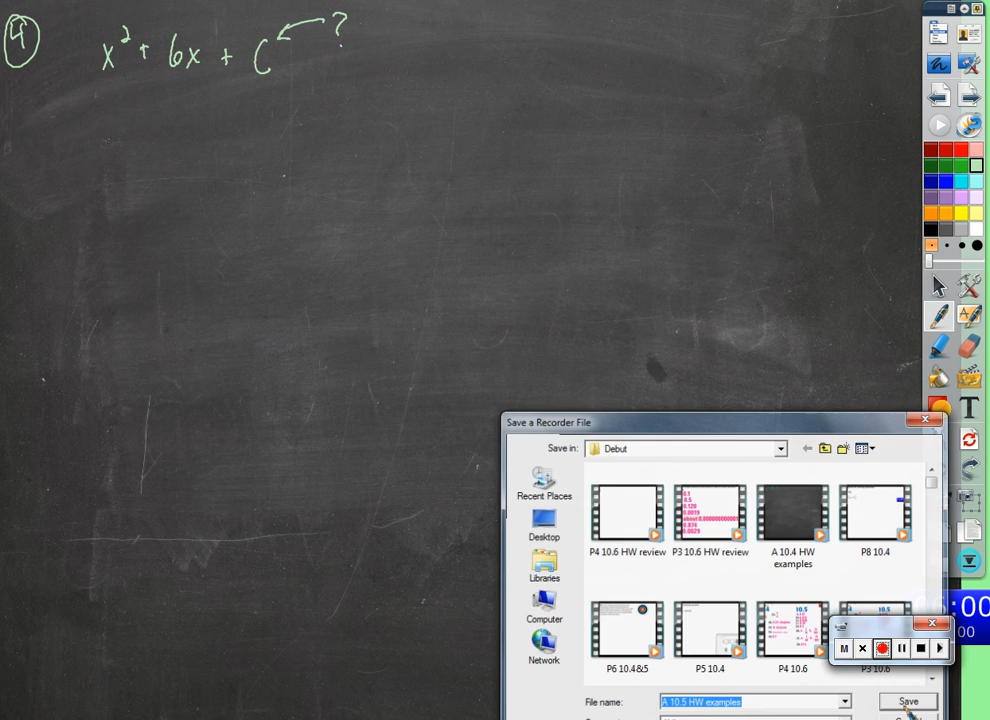 4 x² + 6x + C ?
Save a Recorder File
Save in: Debut
Recent Places
Desktop
Libraries
Computer
Network
P4 10.6 HW review
P3 10.6 HW review
A 10.4 HW examples
P8 10.4
P6 10.4&5
P5 10.4
P4 10.6
P3 10.6
File name: A 10.5 HW examples
Save
M